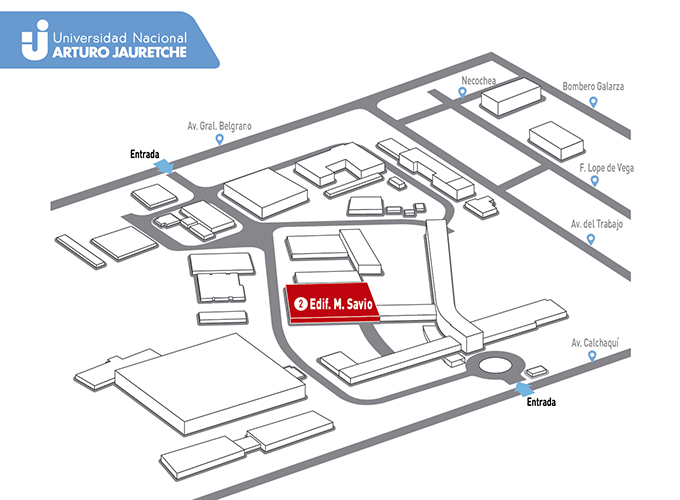 Universidad Nacional
ARTURO JAURETCHE
Necochea
Bombero Galarza
Av. Gral. Belgrano
Entrada
F. Lope de Vega
Av. del Trabajo
2 Edif. M. Savio
Av. Calchaquí
Entrada